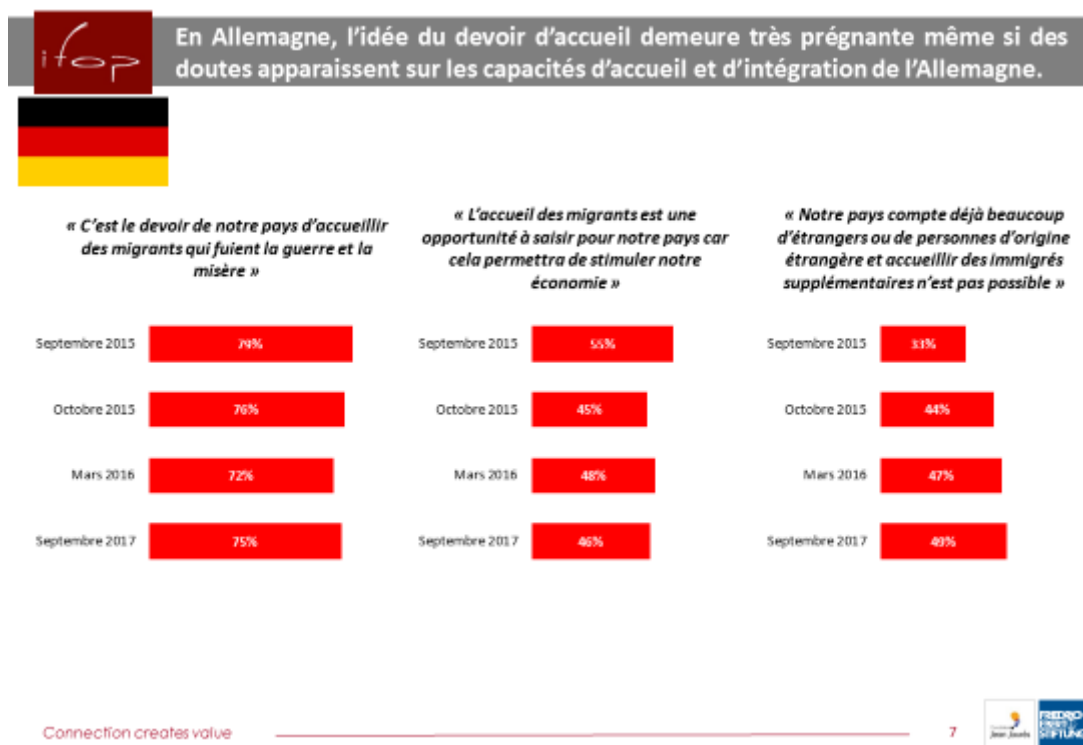 ifop
En Allemagne, l’idée du devoir d’accueil demeure très prégnante même si des
doutes apparaissent sur les capacités d’accueil et d’intégration de l’Allemagne.
« C’est le devoir de notre pays d’accueillir
des migrants qui fuient la guerre et la
misère »
Septembre 2015 79%
Octobre 2015 76%
Mars 2016 72%
Septembre 2017 75%
« L’accueil des migrants est une
opportunité à saisir pour notre pays car
cela permettra de stimuler notre
économie »
Septembre 2015 55%
Octobre 2015 45%
Mars 2016 48%
Septembre 2017 46%
« Notre pays compte déjà beaucoup
d’étrangers ou de personnes d’origine
étrangère et accueillir des immigrés
supplémentaires n’est pas possible »
Septembre 2015 33%
Octobre 2015 44%
Mars 2016 47%
Septembre 2017 49%
Connection creates value
7
Jean Jaurès
STIFTUNG